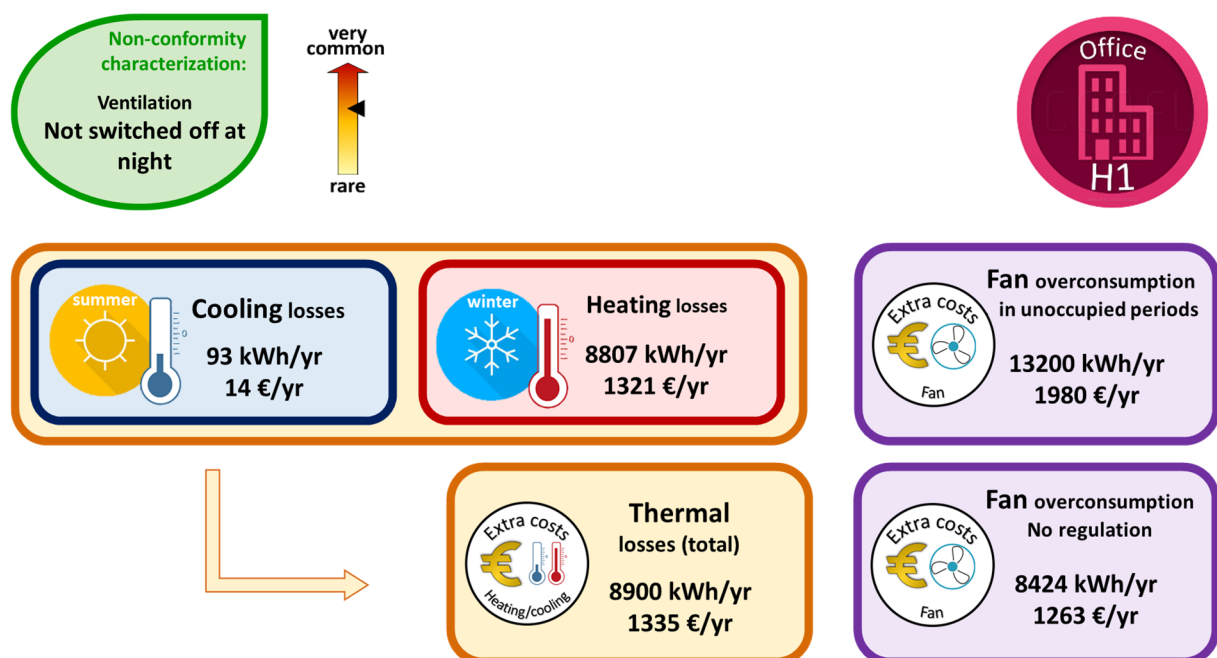 Non-conformity
characterization:
Ventilation
Not switched off at
night
very
common
rare
Office
H1
summer
Cooling losses
93 kWh/yr
14 €/yr
winter
Heating losses
8807 kWh/yr
1321 €/yr
Extra costs
€
Fan
Fan overconsumption
in unoccupied periods
13200 kWh/yr
1980 €/yr
Extra costs
€
Heating/cooling
Thermal
losses (total)
8900 kWh/yr
1335 €/yr
Extra costs
€
Fan
Fan overconsumption
No regulation
8424 kWh/yr
1263 €/yr